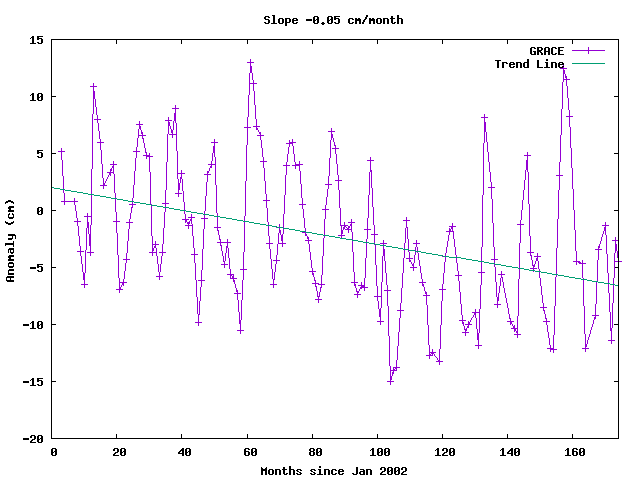 Slope -0.05 cm/month
GRACE
Trend Line
15
10
5
0
-5
-10
-15
-20
Anomaly (cm)
0 20 40 60 80 100 120 140 160
Months since Jan 2002